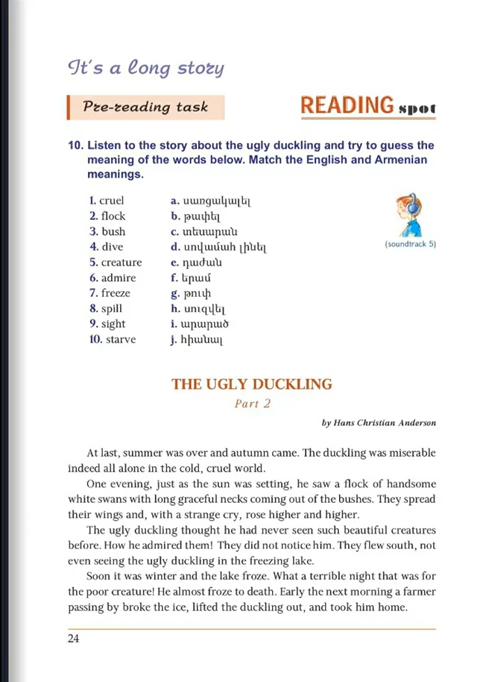 It's a long story
Pre-reading task
READING spot
10. Listen to the story about the ugly duckling and try to guess the
meaning of the words below. Match the English and Armenian
meanings.
1. cruel a. սառցակալել
2. flock b. թափել
3. bush c. տեսարան
4. dive d. սովամահ լինել
5. creature e. դաժան
6. admire f. երամ
7. freeze g. թուփ
8. spill h. սուզվել
9. sight i. արարած
10. starve j. հիանալ
(soundtrack 5)
THE UGLY DUCKLING
Part 2
by Hans Christian Anderson
At last, summer was over and autumn came. The duckling was miserable
indeed all alone in the cold, cruel world.
One evening, just as the sun was setting, he saw a flock of handsome
white swans with long graceful necks coming out of the bushes. They spread
their wings and, with a strange cry, rose higher and higher.
The ugly duckling thought he had never seen such beautiful creatures
before. How he admired them! They did not notice him. They flew south, not
even seeing the ugly duckling in the freezing lake.
Soon it was winter and the lake froze. What a terrible night that was for
the poor creature! He almost froze to death. Early the next morning a farmer
passing by broke the ice, lifted the duckling out, and took him home.
24